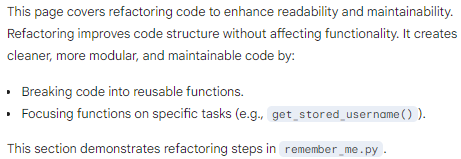 This page covers refactoring code to enhance readability and maintainability.
Refactoring improves code structure without affecting functionality. It creates
cleaner, more modular, and maintainable code by:
• Breaking code into reusable functions.
• Focusing functions on specific tasks (e.g., get_stored_username() ).
This section demonstrates refactoring steps in remember_me.py .